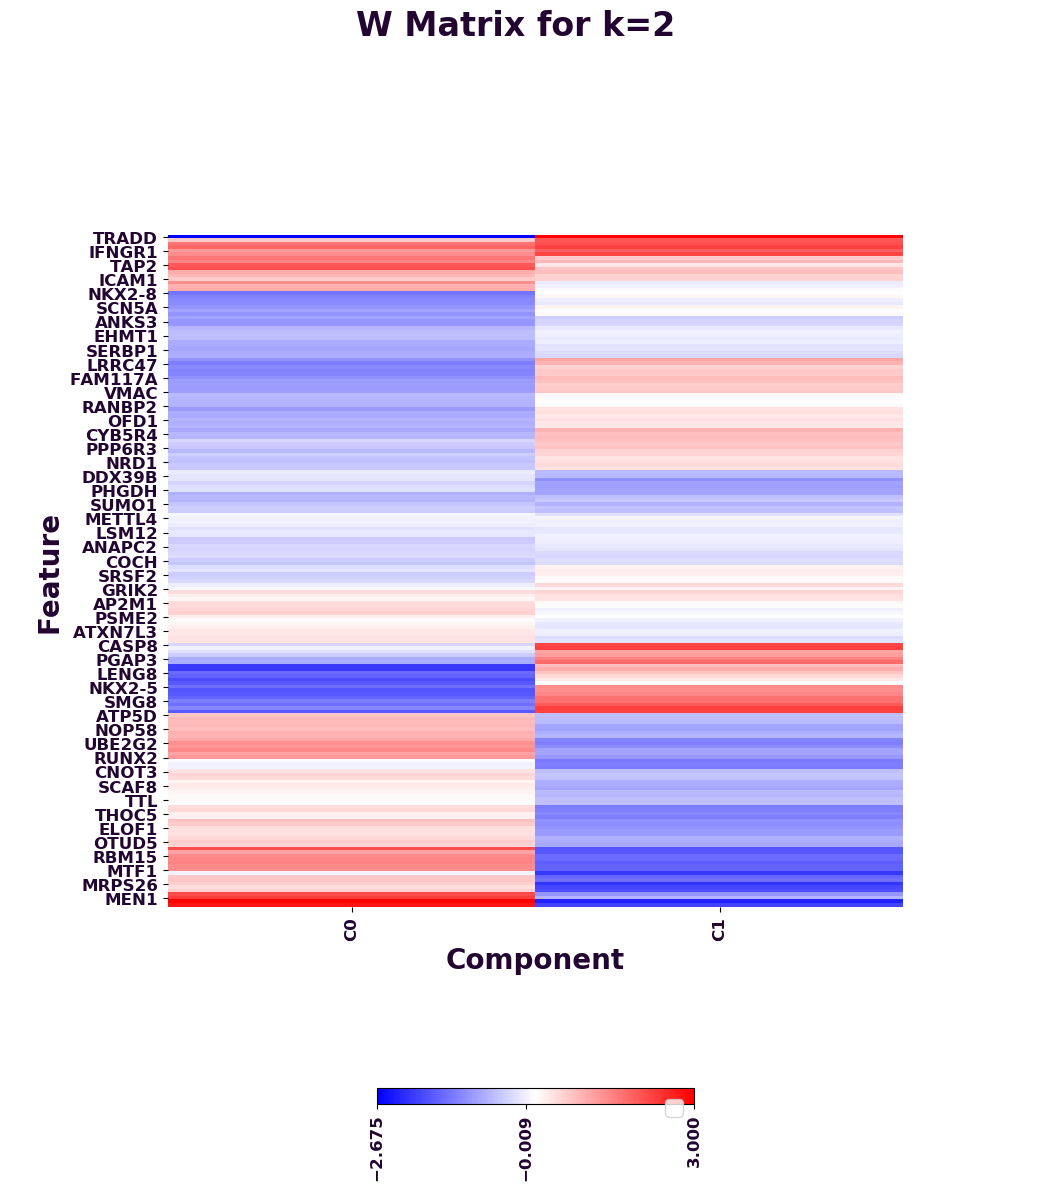 W Matrix for k=2
Feature
TRADD
IFNGR1
TAP2
ICAM1
NKX2-8
SCN5A
ANKS3
EHMT1
SERBP1
LRRC47
FAM117A
VMAC
RANBP2
OFD1
CYB5R4
PPP6R3
NRD1
DDX39B
PHGDH
SUMO1
METTL4
LSM12
ANAPC2
COCH
SRSF2
GRIK2
AP2M1
PSME2
ATXN7L3
CASP8
PGAP3
LENG8
NKX2-5
SMG8
ATP5D
NOP58
UBE2G2
RUNX2
CNOT3
SCAF8
TTL
THOC5
ELOF1
OTUD5
RBM15
MTF1
MRPS26
MEN1
C0
C1
Component
−2.675
−0.009
3.000